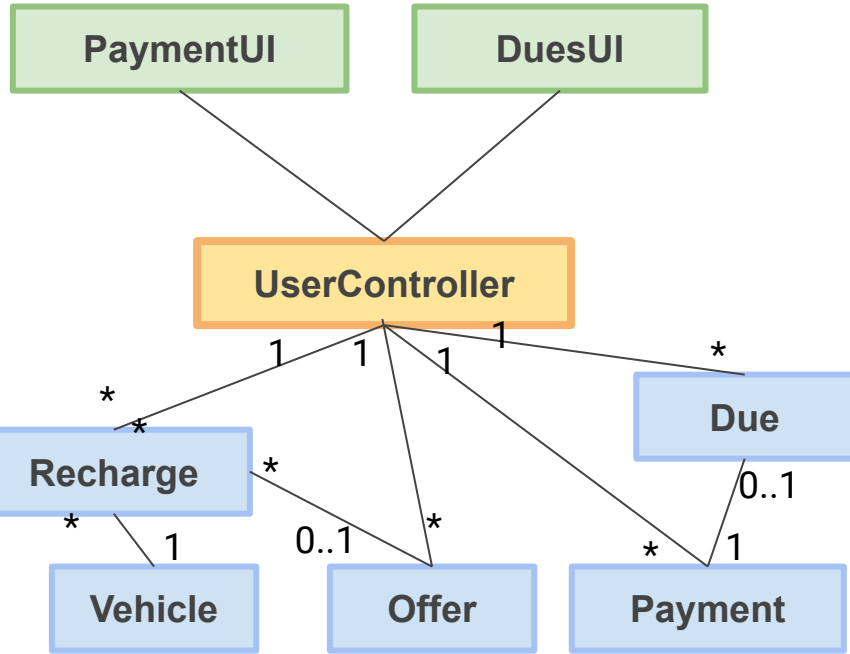 PaymentUI
DuesUI
UserController
1
1
1
1
*
*
*
Due
Recharge
*
*
0..1
*
0..1
*
1
*
1
Vehicle
Offer
Payment